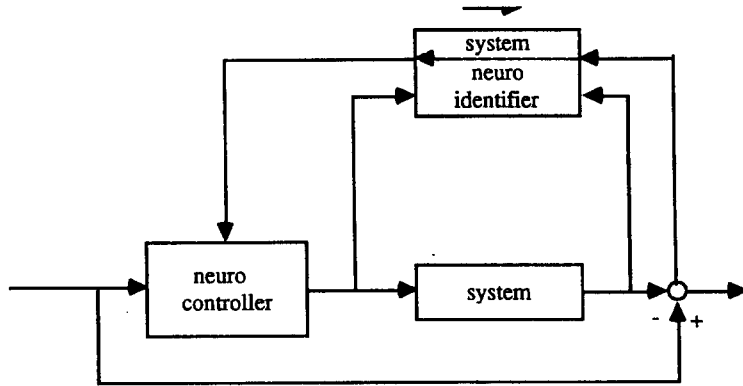 system
neuro
identifier
neuro
controller
system
- +